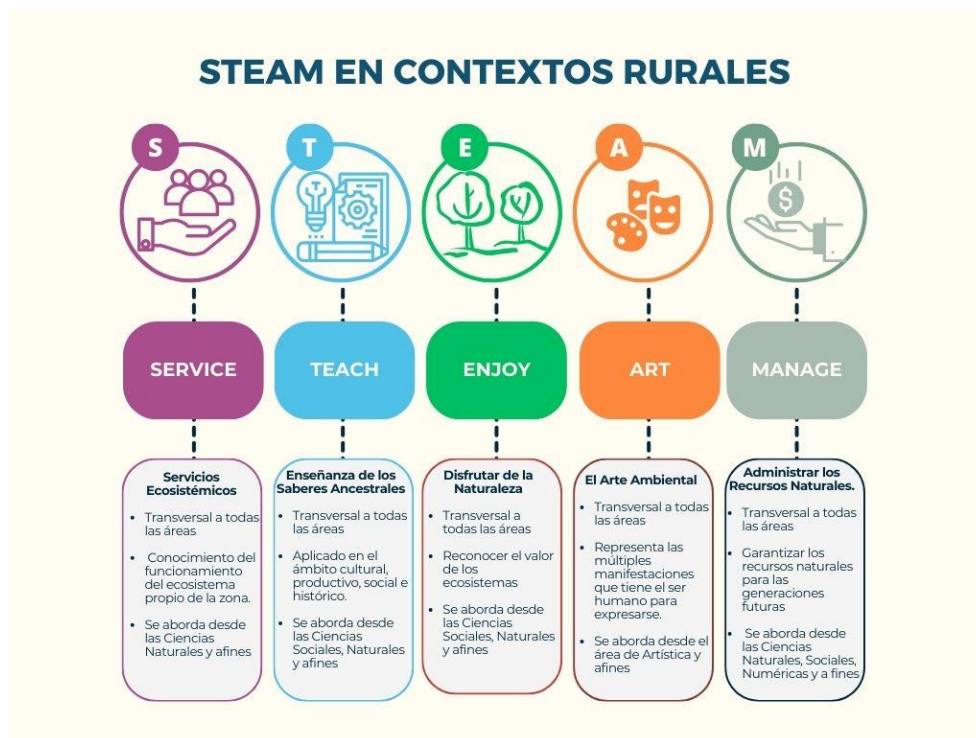 STEAM EN CONTEXTOS RURALES
S
T
E
A
M
SERVICE
TEACH
ENJOY
ART
MANAGE
Servicios
Ecosistémicos
• Transversal a todas
las áreas
• Conocimiento del
funcionamiento
del ecosistema
propio de la zona.
• Se aborda desde
las Ciencias
Naturales y afines
Enseñanza de los
Saberes Ancestrales
• Transversal a todas
las áreas
• Aplicado en el
ámbito cultural,
productivo, social e
histórico.
• Se aborda desde
las Ciencias
Sociales, Naturales
y afines
Disfrutar de la
Naturaleza
• Transversal a
todas las áreas
• Reconocer el valor
de los
ecosistemas
• Se aborda desde
las Ciencias
Sociales, Naturales
y afines
El Arte Ambiental
• Transversal a todas
las áreas
• Representa las
múltiples
manifestaciones
que tiene el ser
humano para
expresarse.
• Se aborda desde el
área de Artística y
afines
Administrar los
Recursos Naturales.
• Transversal a todas
las áreas
• Garantizar los
recursos naturales
para las
generaciones
futuras
• Se aborda desde
las Ciencias
Naturales, Sociales,
Numéricas y a fines